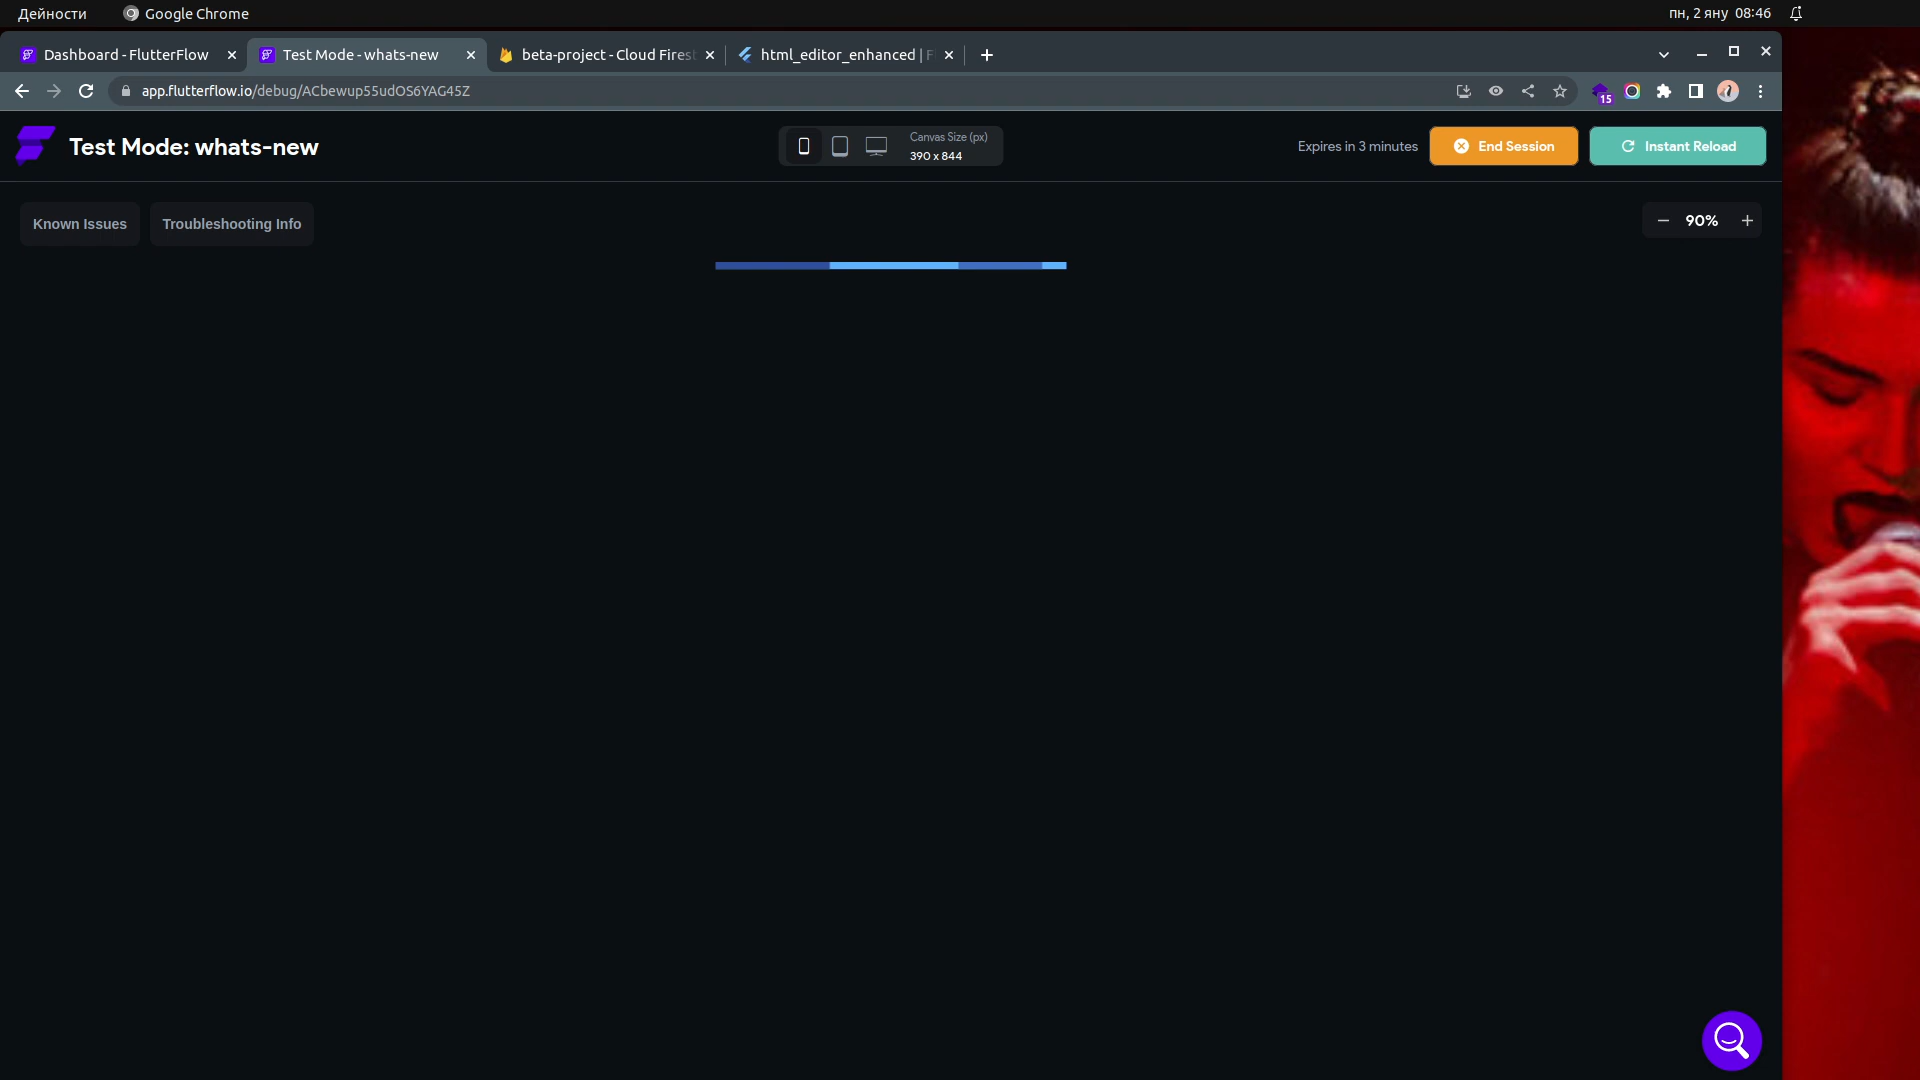 Дейности
Google Chrome
пн, 2 яну 08:46
Dashboard - FlutterFlow
Test Mode - whats-new
beta-project - Cloud Firest
html_editor_enhanced | F
app.flutterflow.io/debug/ACbewup55udOS6YAG45Z
15
Test Mode: whats-new
Canvas Size (px)
390 x 844
Expires in 3 minutes
End Session
Instant Reload
Known Issues
Troubleshooting Info
90%